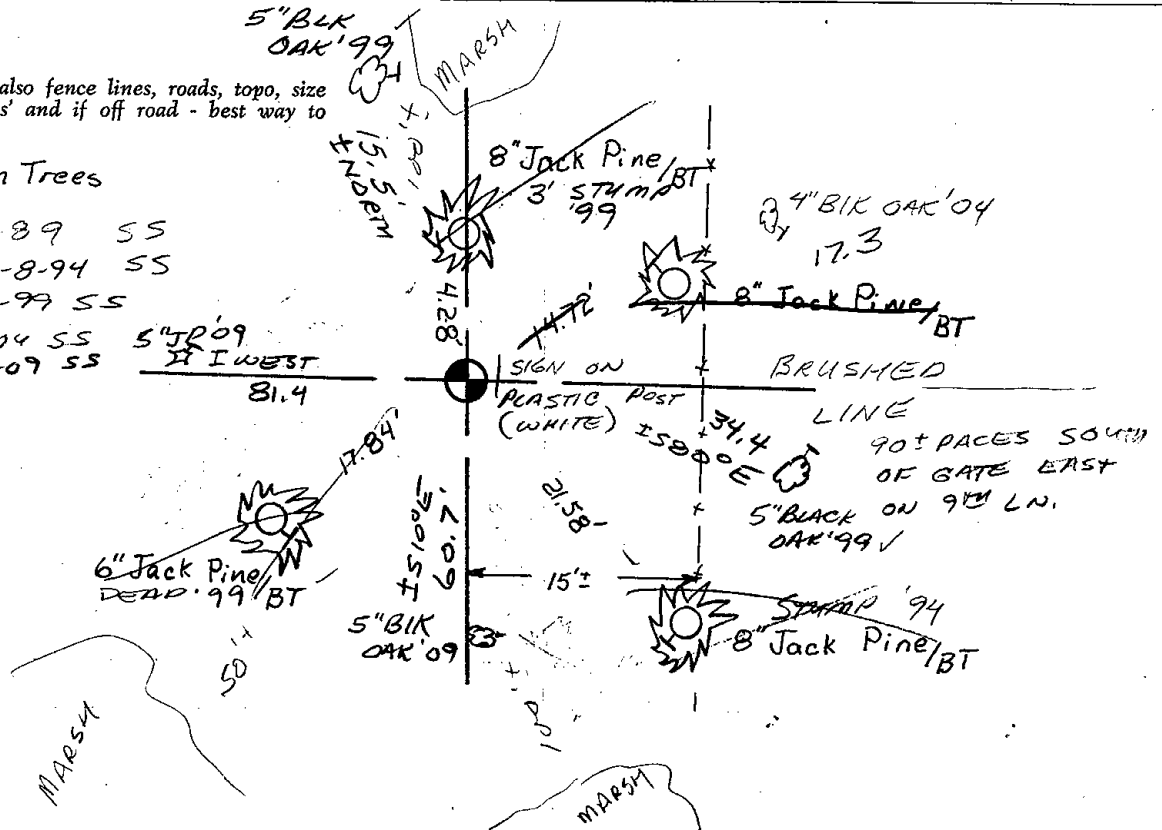 5" BLK
OAK '99
MARSH
also fence lines, roads, topo, size
s' and if off road - best way to
15.5'
± NORTH
8" Jack Pine/BT
3' STUMP
'99
n Trees
-89 SS
-8-94 SS
-99 SS
04 SS
-09 SS
4" BLK OAK '04
17.3
8" Jack Pine/BT
4.28'
14.72'
5" JP '09
WEST
81.4
SIGN ON
PLASTIC POST
(WHITE)
BRUSHED
LINE
34.4
± S80°E
90± PACES SOUTH
OF GATE EAST
ON 9TH LN.
5" BLACK
OAK '99 ✓
17.84'
21.58'
60.7
± S10°E
15'±
6" Jack Pine/BT
DEAD '99
5" BLK
OAK '09
STUMP '94
8" Jack Pine/BT
50'±
MARSH
MARSH